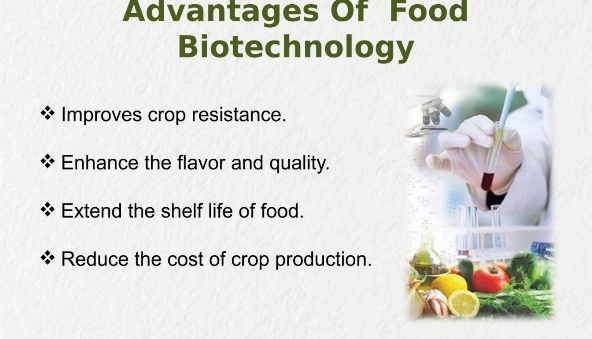 Advantages Of  Food
Biotechnology
❖ Improves crop resistance.
❖ Enhance the flavor and quality.
❖ Extend the shelf life of food.
❖ Reduce the cost of crop production.